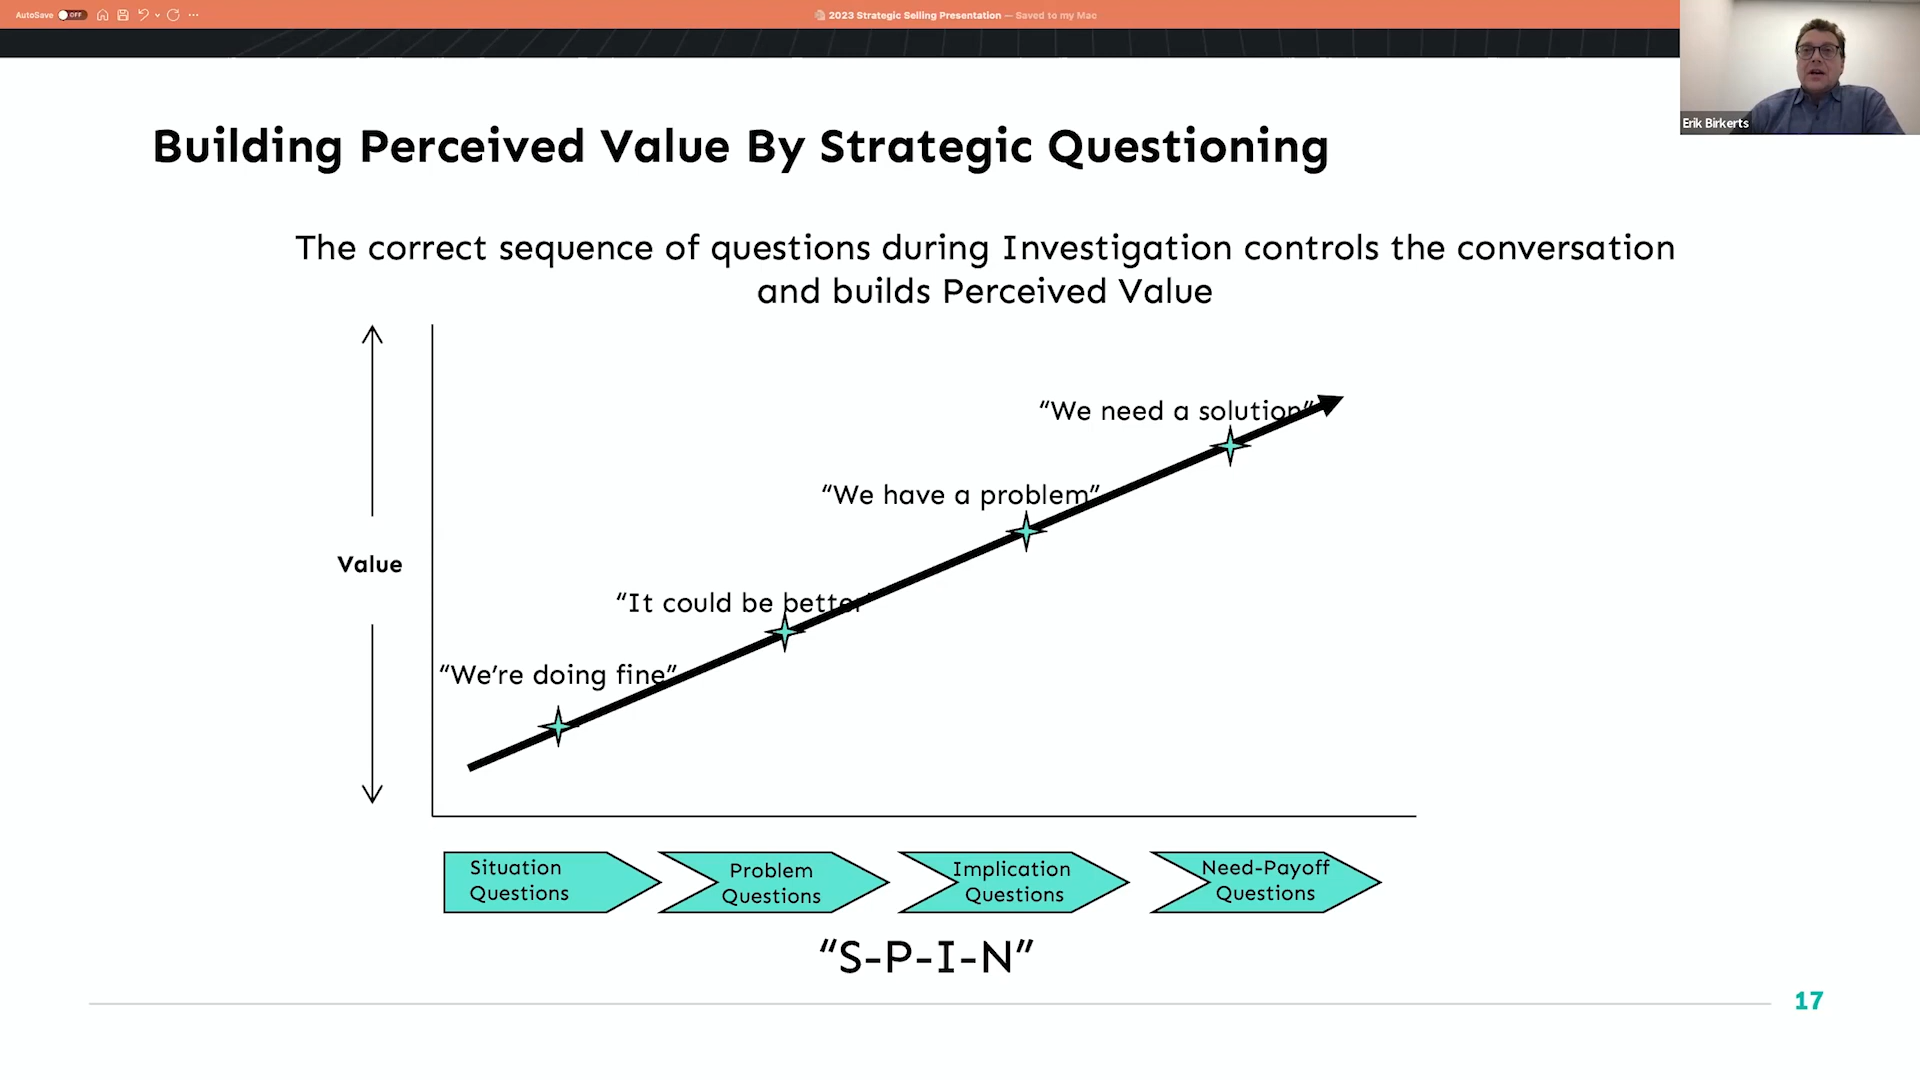 AutoSave OFF
2023 Strategic Selling Presentation — Saved to my Mac
Erik Birkerts
Building Perceived Value By Strategic Questioning
The correct sequence of questions during Investigation controls the conversation
and builds Perceived Value
“We need a solution”
“We have a problem”
Value
“It could be better”
“We’re doing fine”
Situation
Questions
Problem
Questions
Implication
Questions
Need-Payoff
Questions
“S-P-I-N”
17